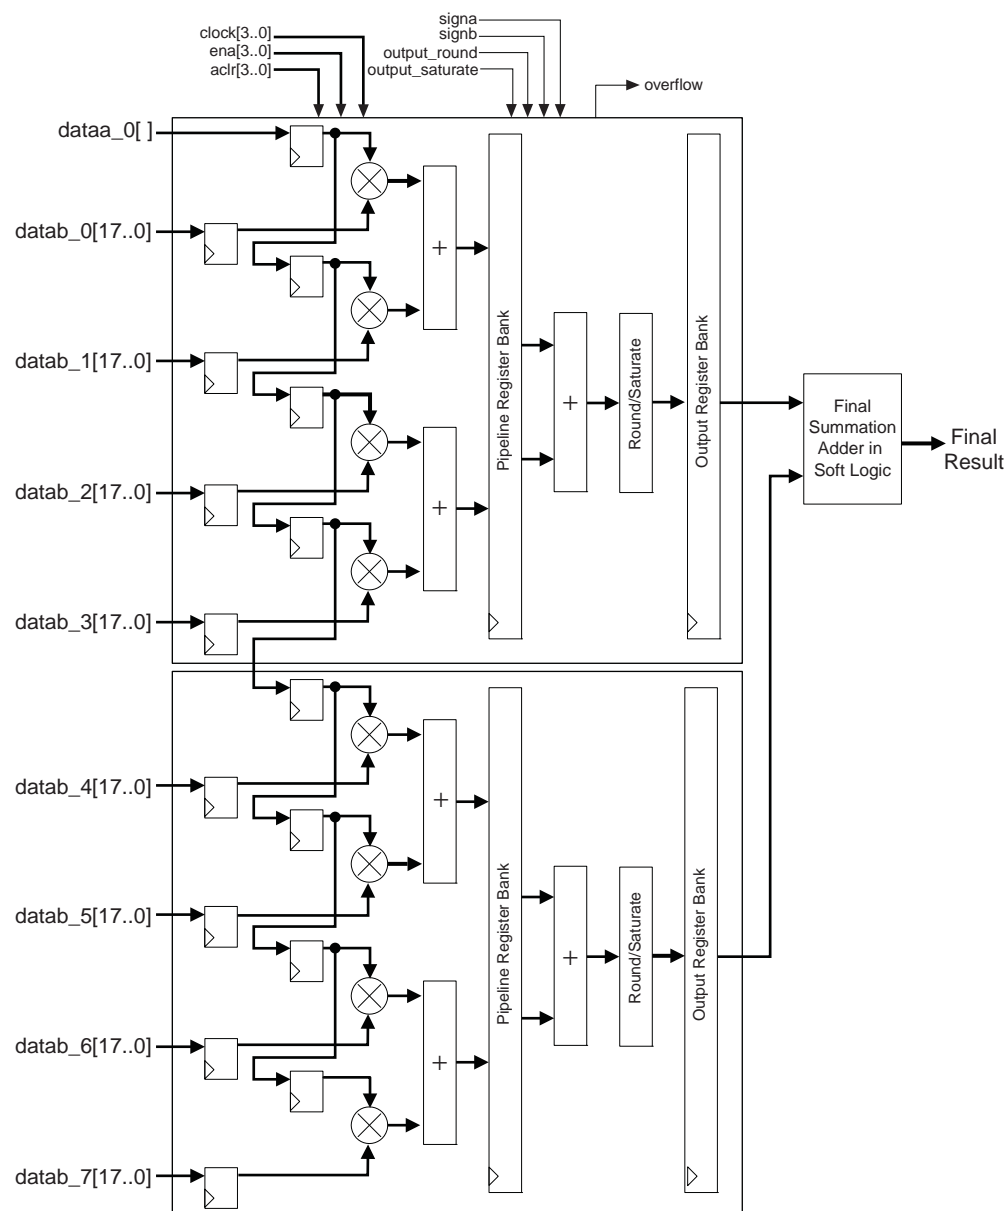 clock[3..0]
ena[3..0]
aclr[3..0]
signa
signb
output_round
output_saturate
overflow
dataa_0[ ]
datab_0[17..0]
datab_1[17..0]
datab_2[17..0]
datab_3[17..0]
+
+
Pipeline Register Bank
+
Round/Saturate
Output Register Bank
Final
Summation
Adder in
Soft Logic
Final
Result
datab_4[17..0]
datab_5[17..0]
datab_6[17..0]
datab_7[17..0]
+
+
Pipeline Register Bank
+
Round/Saturate
Output Register Bank